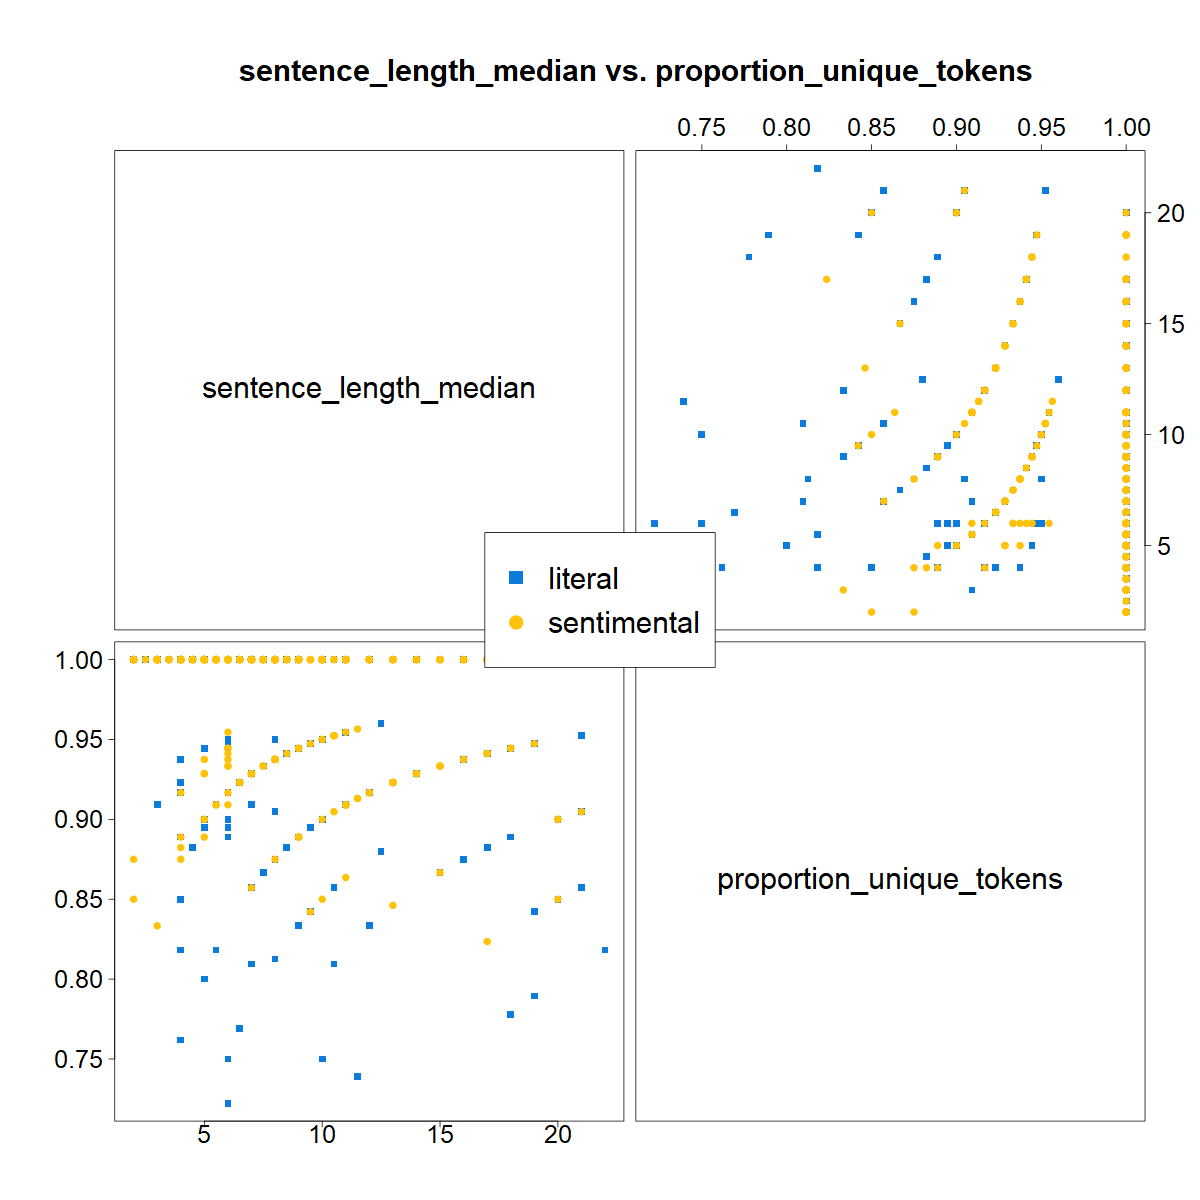 sentence_length_median vs. proportion_unique_tokens
0.75 0.80 0.85 0.90 0.95 1.00
sentence_length_median
20
15
10
5
literal
sentimental
1.00
0.95
0.90
0.85
0.80
0.75
proportion_unique_tokens
5 10 15 20